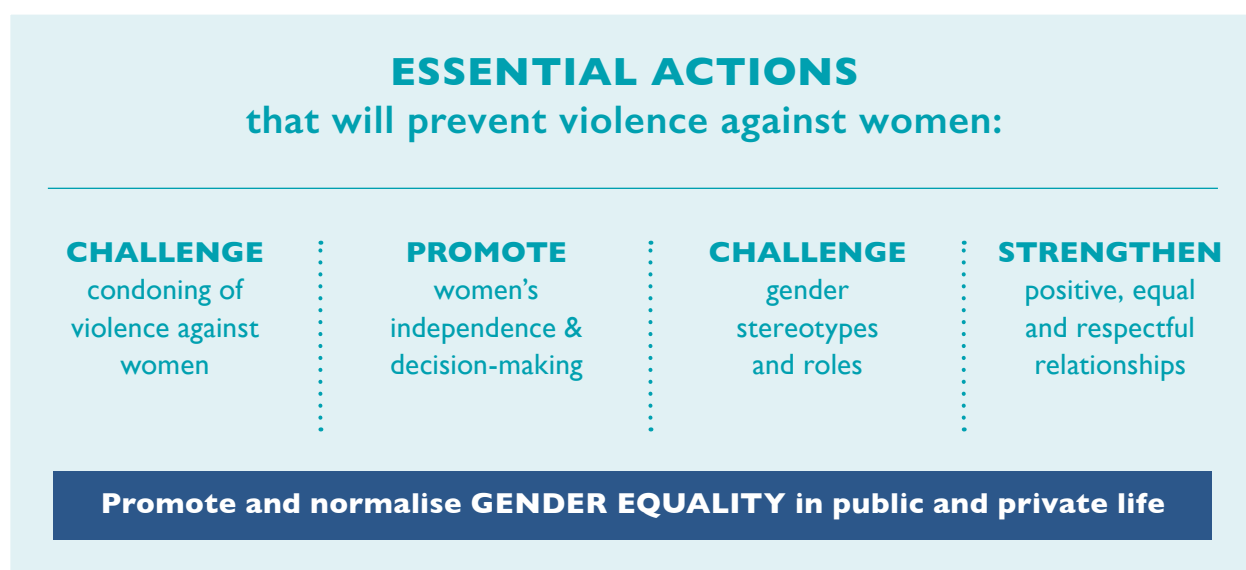 ESSENTIAL ACTIONS
that will prevent violence against women:
CHALLENGE
condoning of
violence against
women
PROMOTE
women’s
independence &
decision-making
CHALLENGE
gender
stereotypes
and roles
STRENGTHEN
positive, equal
and respectful
relationships
Promote and normalise GENDER EQUALITY in public and private life